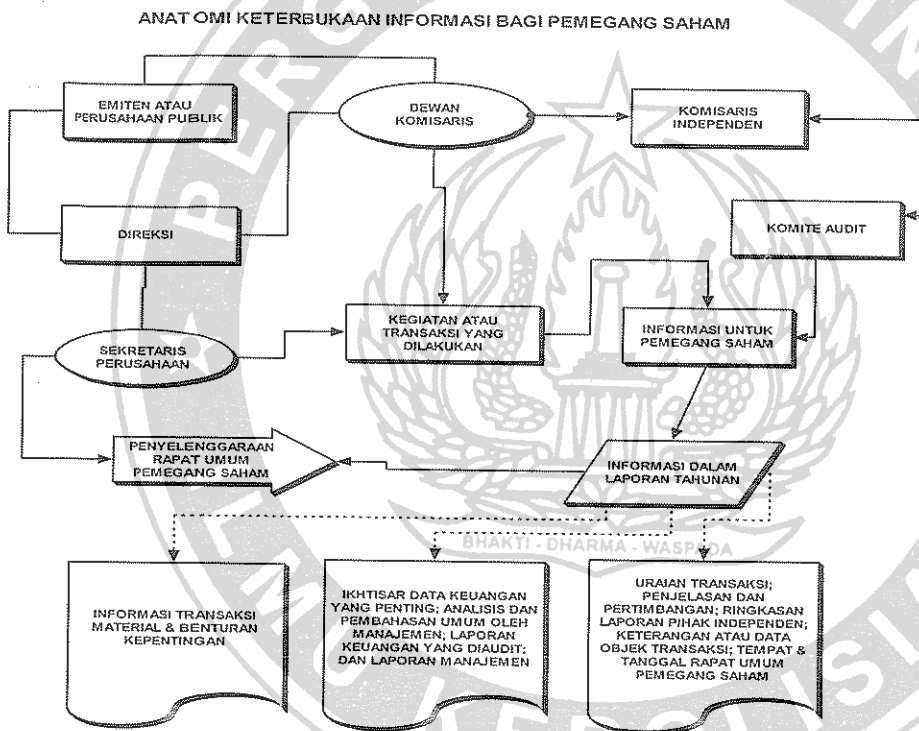 ANATOMI KETERBUKAAN INFORMASI BAGI PEMEGANG SAHAM
EMITEN ATAU
PERUSAHAAN PUBLIK
DEWAN
KOMISARIS
KOMISARIS
INDEPENDEN
DIREKSI
KOMITE AUDIT
SEKRETARIS
PERUSAHAAN
KEGIATAN ATAU
TRANSAKSI YANG
DILAKUKAN
INFORMASI UNTUK
PEMEGANG SAHAM
PENYELENGGARAAN
RAPAT UMUM
PEMEGANG SAHAM
INFORMASI DALAM
LAPORAN TAHUNAN
BHAKTI - DHARMA - WASPADA
INFORMASI TRANSAKSI
MATERIAL & BENTURAN
KEPENTINGAN
IKHTISAR DATA KEUANGAN
YANG PENTING; ANALISIS DAN
PEMBAHASAN UMUM OLEH
MANAJEMEN; LAPORAN
KEUANGAN YANG DIAUDIT;
DAN LAPORAN MANAJEMEN
URAIAN TRANSAKSI;
PENJELASAN DAN
PERTIMBANGAN; RINGKASAN
LAPORAN PIHAK INDEPENDEN;
KETERANGAN ATAU DATA
OBJEK TRANSAKSI; TEMPAT &
TANGGAL RAPAT UMUM
PEMEGANG SAHAM